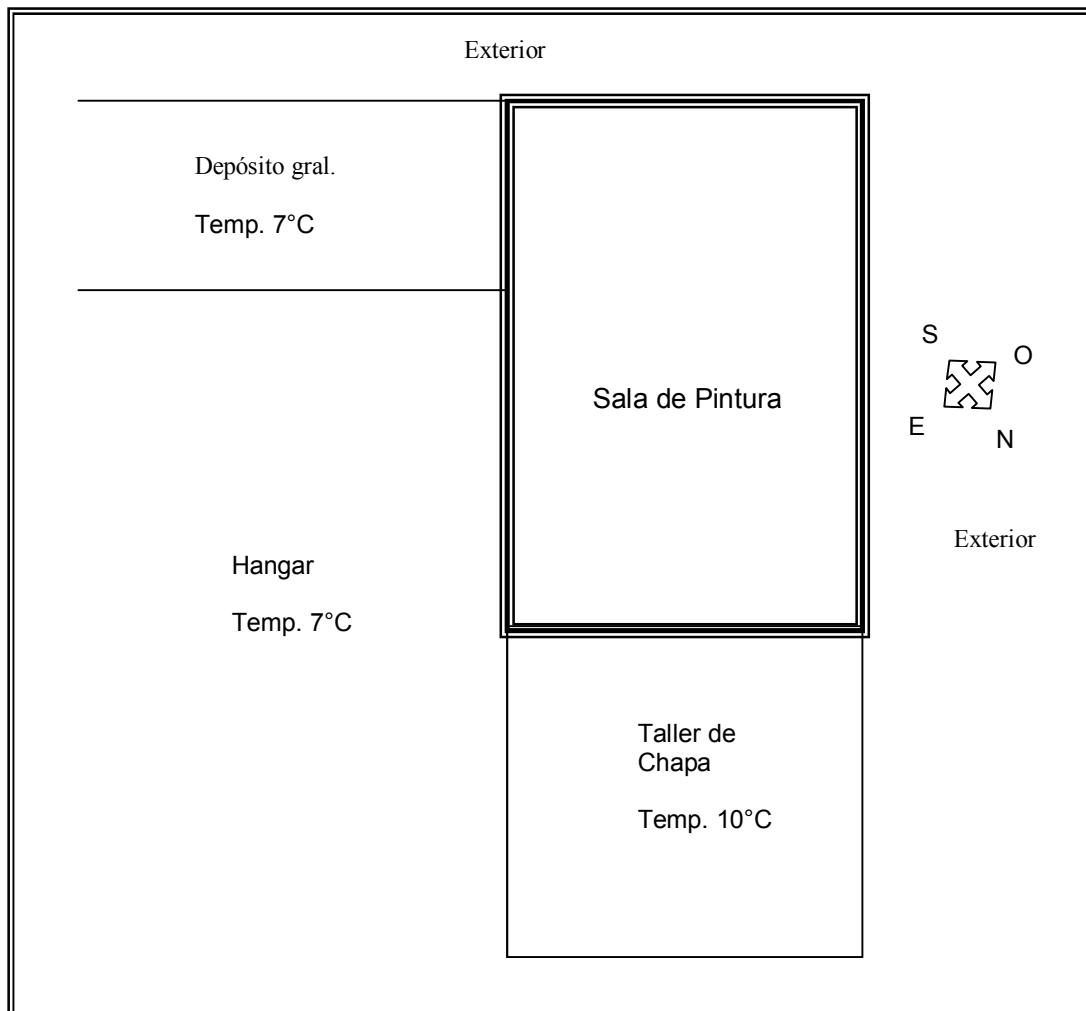 Exterior
Depósito gral.
Temp. 7°C
S
O
Sala de Pintura
E
N
Exterior
Hangar
Temp. 7°C
Taller de
Chapa
Temp. 10°C